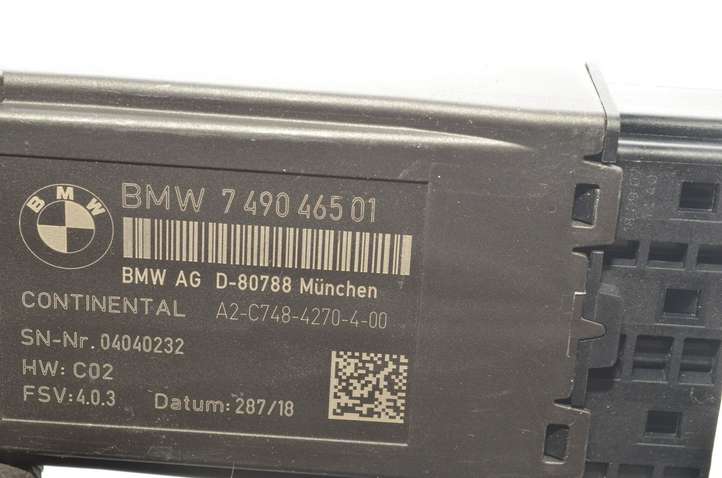 BMW
BMW 7 490 465 01
BMW AG D-80788 München
CONTINENTAL A2-C748-4270-4-00
SN-Nr. 04040232
HW: C02
FSV: 4.0.3 Datum: 287/18